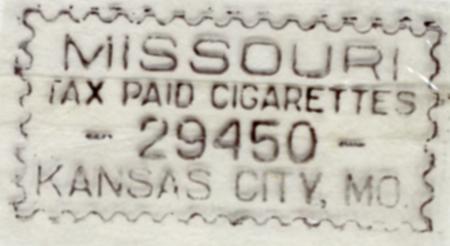 MISSOURI
TAX PAID CIGARETTES
- 29450 -
KANSAS CITY, MO.